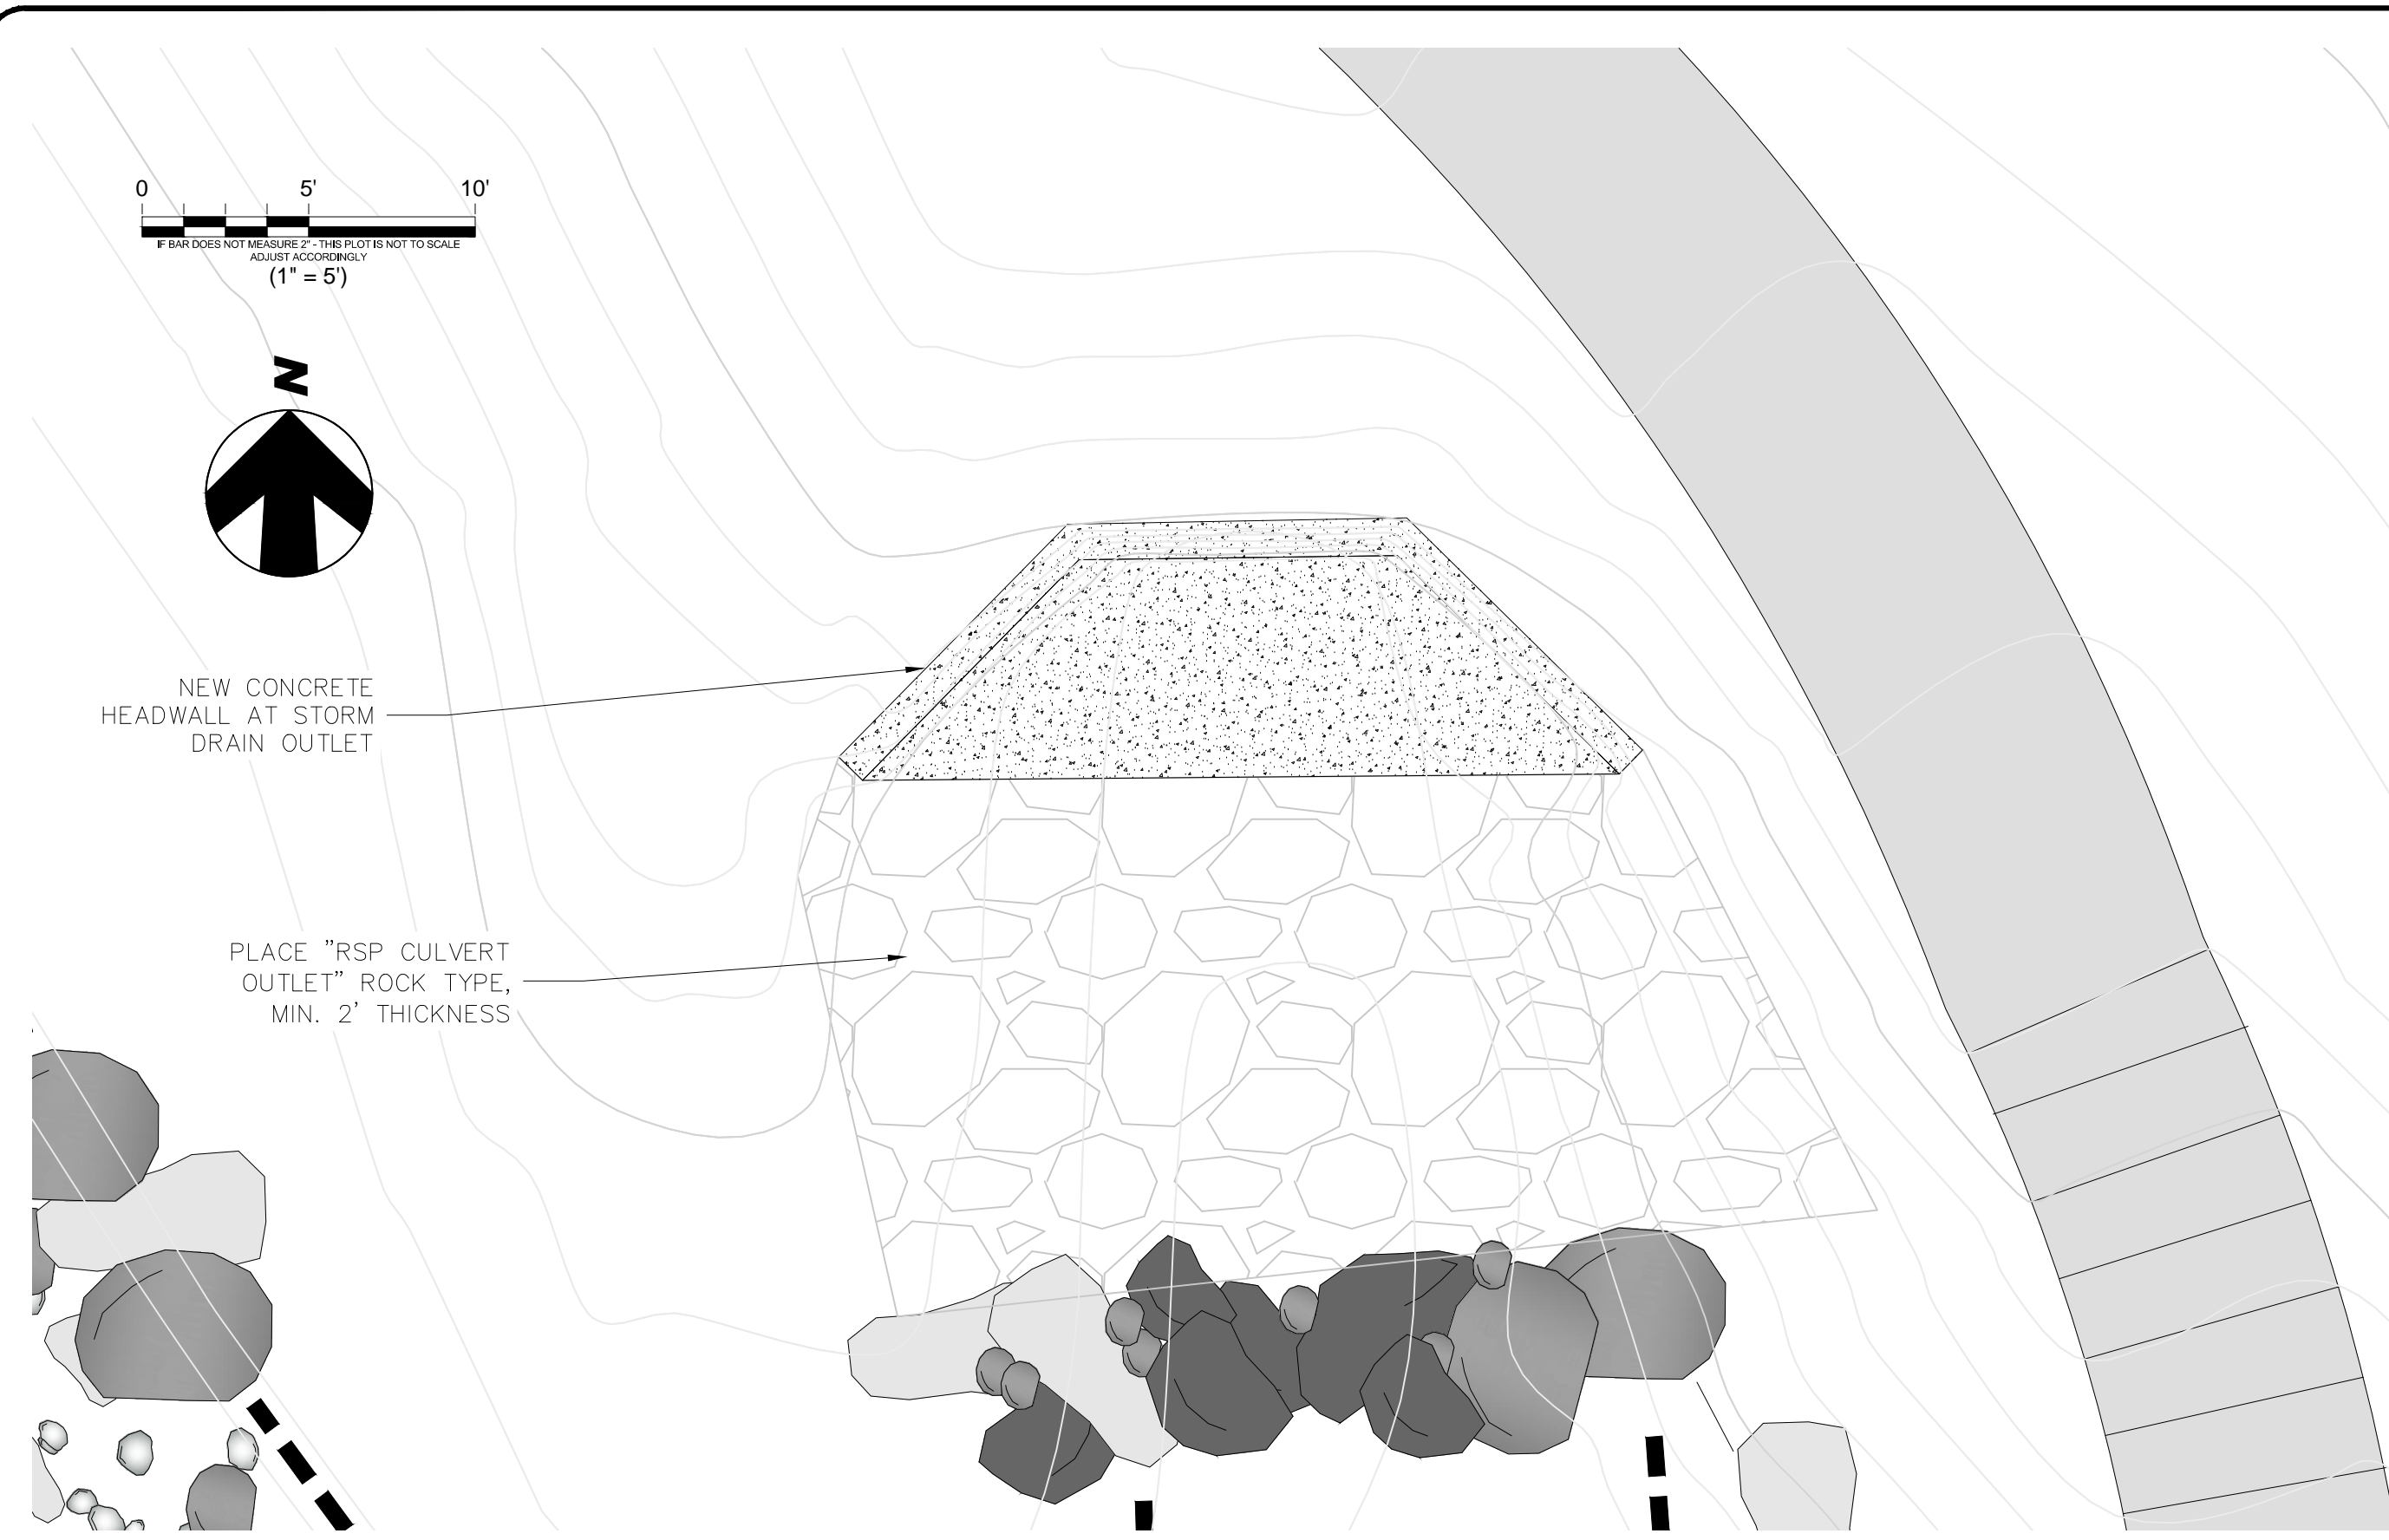 0 5' 10'
IF BAR DOES NOT MEASURE 2" - THIS PLOT IS NOT TO SCALE
ADJUST ACCORDINGLY
(1" = 5')
N
NEW CONCRETE
HEADWALL AT STORM
DRAIN OUTLET
PLACE "RSP CULVERT
OUTLET" ROCK TYPE,
MIN. 2' THICKNESS